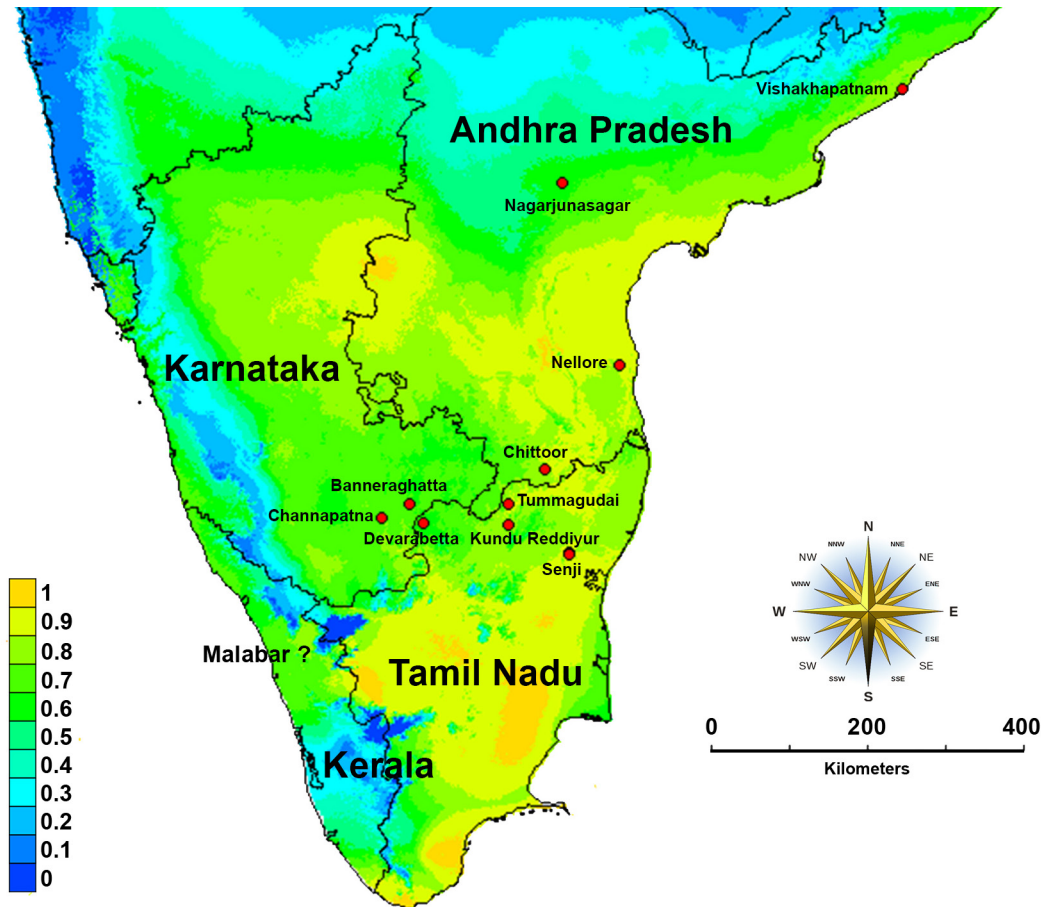 Vishakhapatnam
Andhra Pradesh
Nagarjunasagar
Karnataka
Nellore
Chittoor
Banneraghatta
Tummagudai
Channapatna
Devarabetta
Kundu Reddiyur
Senji
Malabar ?
Tamil Nadu
Kerala
1
0.9
0.8
0.7
0.6
0.5
0.4
0.3
0.2
0.1
0
N
NNW
NNE
NW
NE
WNW
ENE
W
E
WSW
ESE
SW
SE
SSW
SSE
S
0 200 400
Kilometers